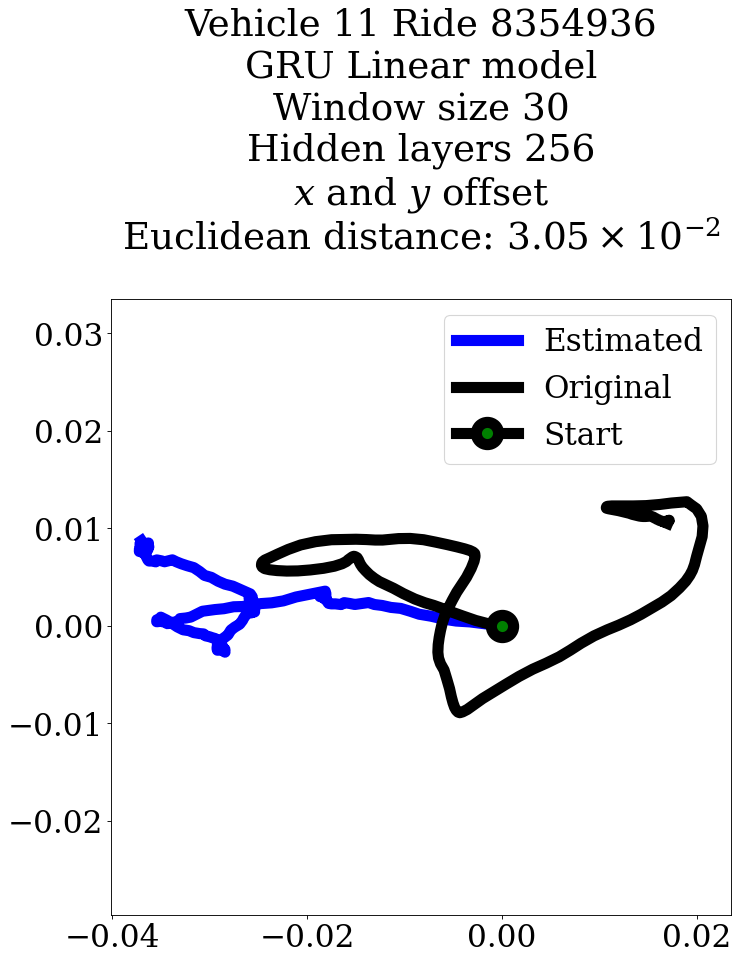 Vehicle 11 Ride 8354936
GRU Linear model
Window size 30
Hidden layers 256
x and y offset
Euclidean distance: 3.05 × 10⁻²
Estimated
Original
Start
0.03
0.02
0.01
0.00
−0.01
−0.02
−0.04 −0.02 0.00 0.02